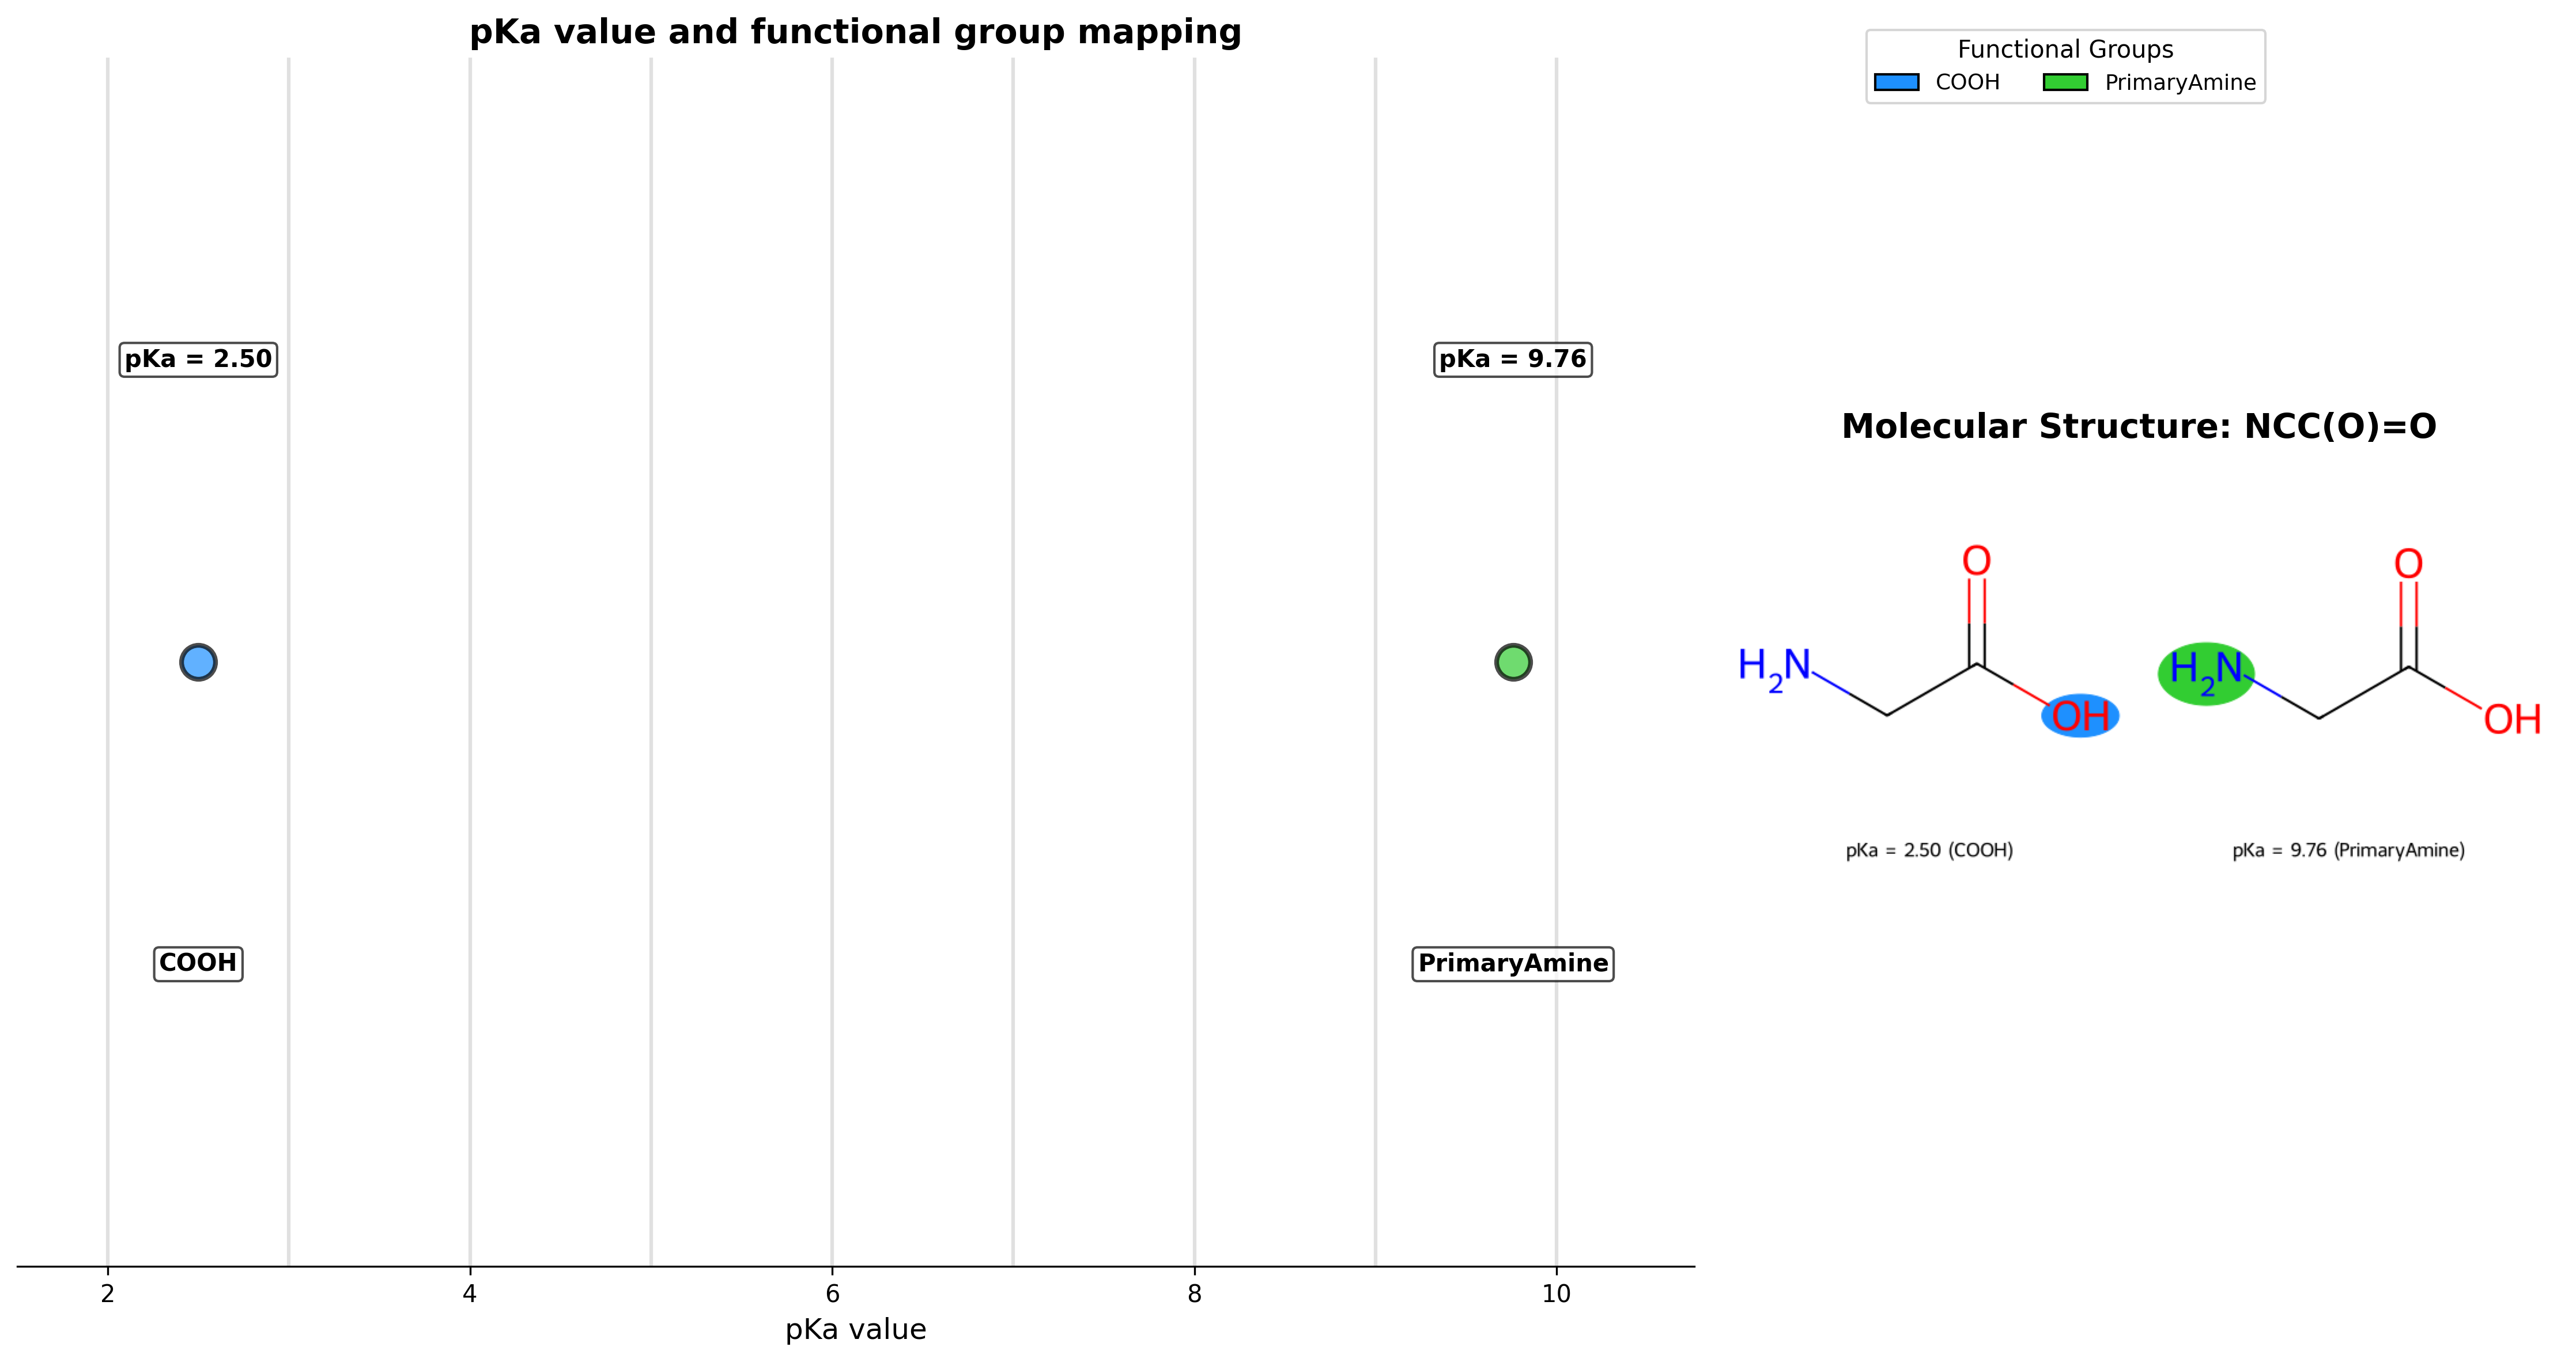 pKa value and functional group mapping
pKa = 2.50
pKa = 9.76
COOH
PrimaryAmine
2
4
6
8
10
pKa value
Functional Groups
COOH
PrimaryAmine
Molecular Structure: NCC(O)=O
O
H₂N
OH
O
H₂N
OH
pKa = 2.50 (COOH)
pKa = 9.76 (PrimaryAmine)